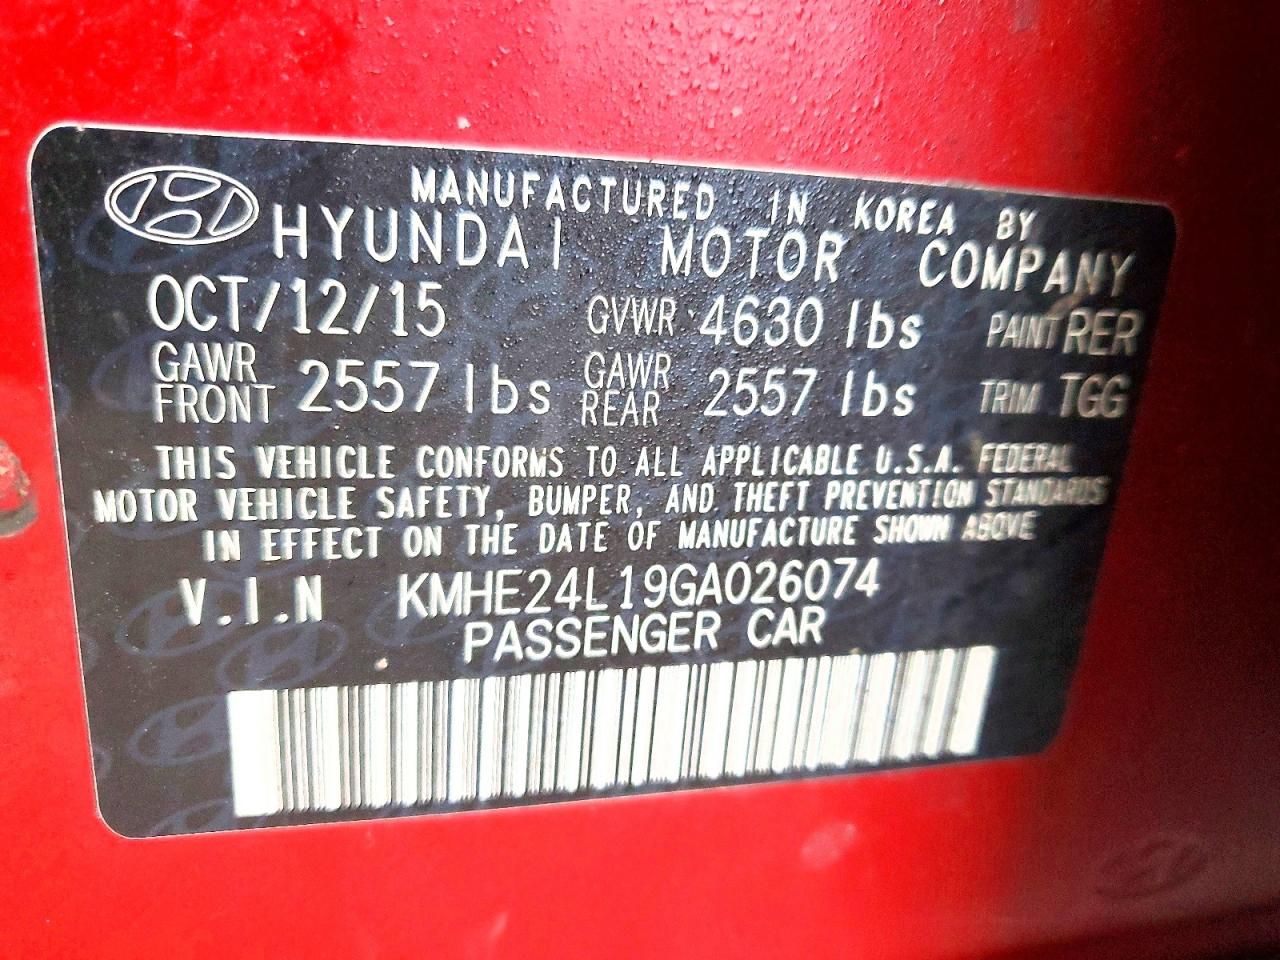 MANUFACTURED IN KOREA BY
HYUNDAI MOTOR COMPANY
OCT/12/15 GVWR 4630 lbs PAINT RER
GAWR FRONT 2557 lbs GAWR REAR 2557 lbs TRIM TGG
THIS VEHICLE CONFORMS TO ALL APPLICABLE U.S.A. FEDERAL
MOTOR VEHICLE SAFETY, BUMPER, AND THEFT PREVENTION STANDARDS
IN EFFECT ON THE DATE OF MANUFACTURE SHOWN ABOVE
V.I.N KMHE24L19GA026074
PASSENGER CAR